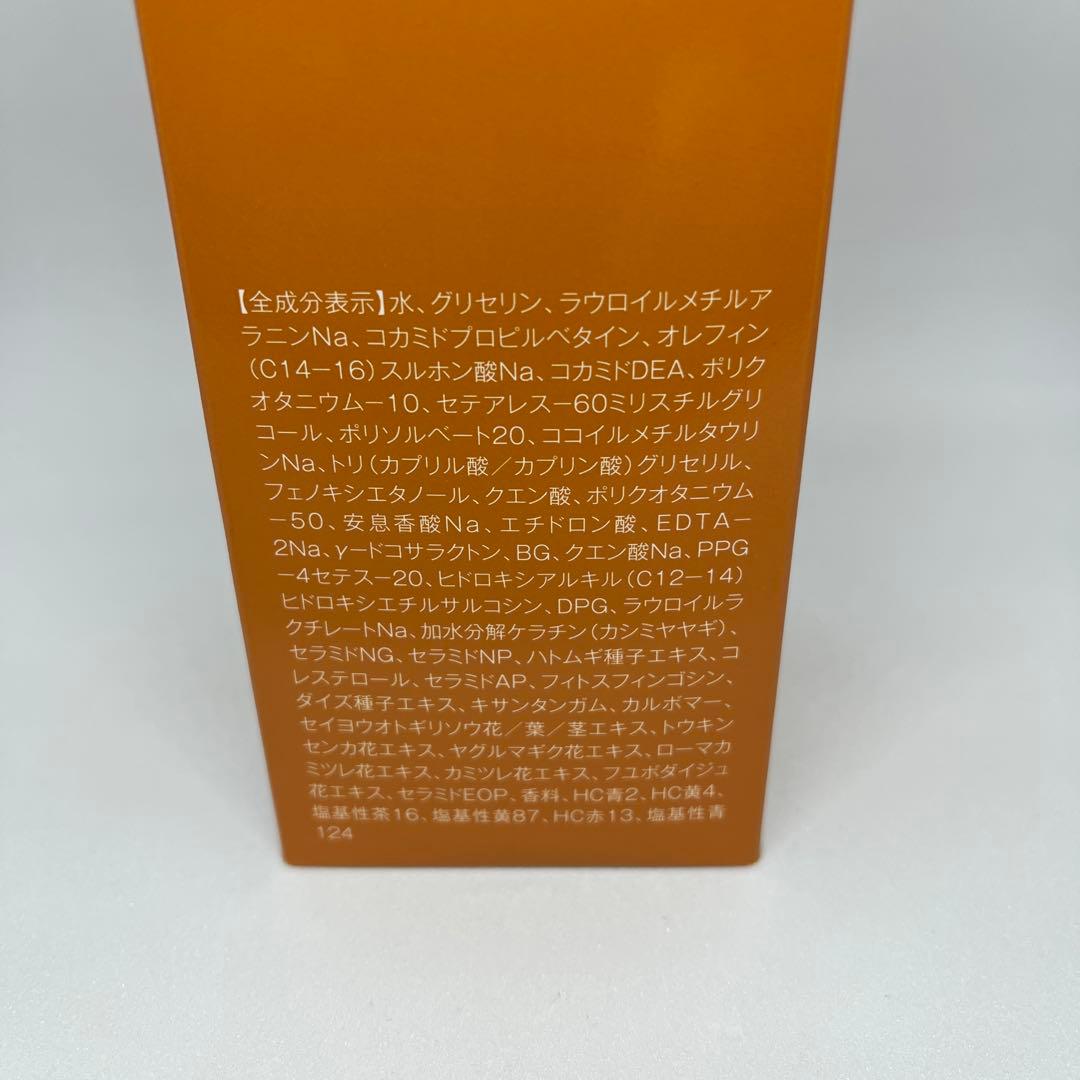 【全成分表示】水、グリセリン、ラウロイルメチルア
ラニンNa、コカミドプロピルベタイン、オレフィン
(C14-16)スルホン酸Na、コカミドDEA、ポリク
オタニウム-10、セテアレス-60ミリスチルグリ
コール、ポリソルベート20、ココイルメチルタウリ
ンNa、トリ(カプリル酸/カプリン酸)グリセリル、
フェノキシエタノール、クエン酸、ポリクオタニウム
-50、安息香酸Na、エチドロン酸、EDTA-
2Na、γ-ドコサラクトン、BG、クエン酸Na、PPG
-4セテス-20、ヒドロキシアルキル(C12-14)
ヒドロキシエチルサルコシン、DPG、ラウロイルラ
クチレートNa、加水分解ケラチン(カシミヤヤギ)、
セラミドNG、セラミドNP、ハトムギ種子エキス、コ
レステロール、セラミドAP、フィトスフィンゴシン、
ダイズ種子エキス、キサンタンガム、カルボマー、
セイヨウオトギリソウ花/葉/茎エキス、トウキン
センカ花エキス、ヤグルマギク花エキス、ローマカ
ミツレ花エキス、カミツレ花エキス、フユボダイジュ
花エキス、セラミドEOP、香料、HC青2、HC黄4、
塩基性茶16、塩基性黄87、HC赤13、塩基性青
124